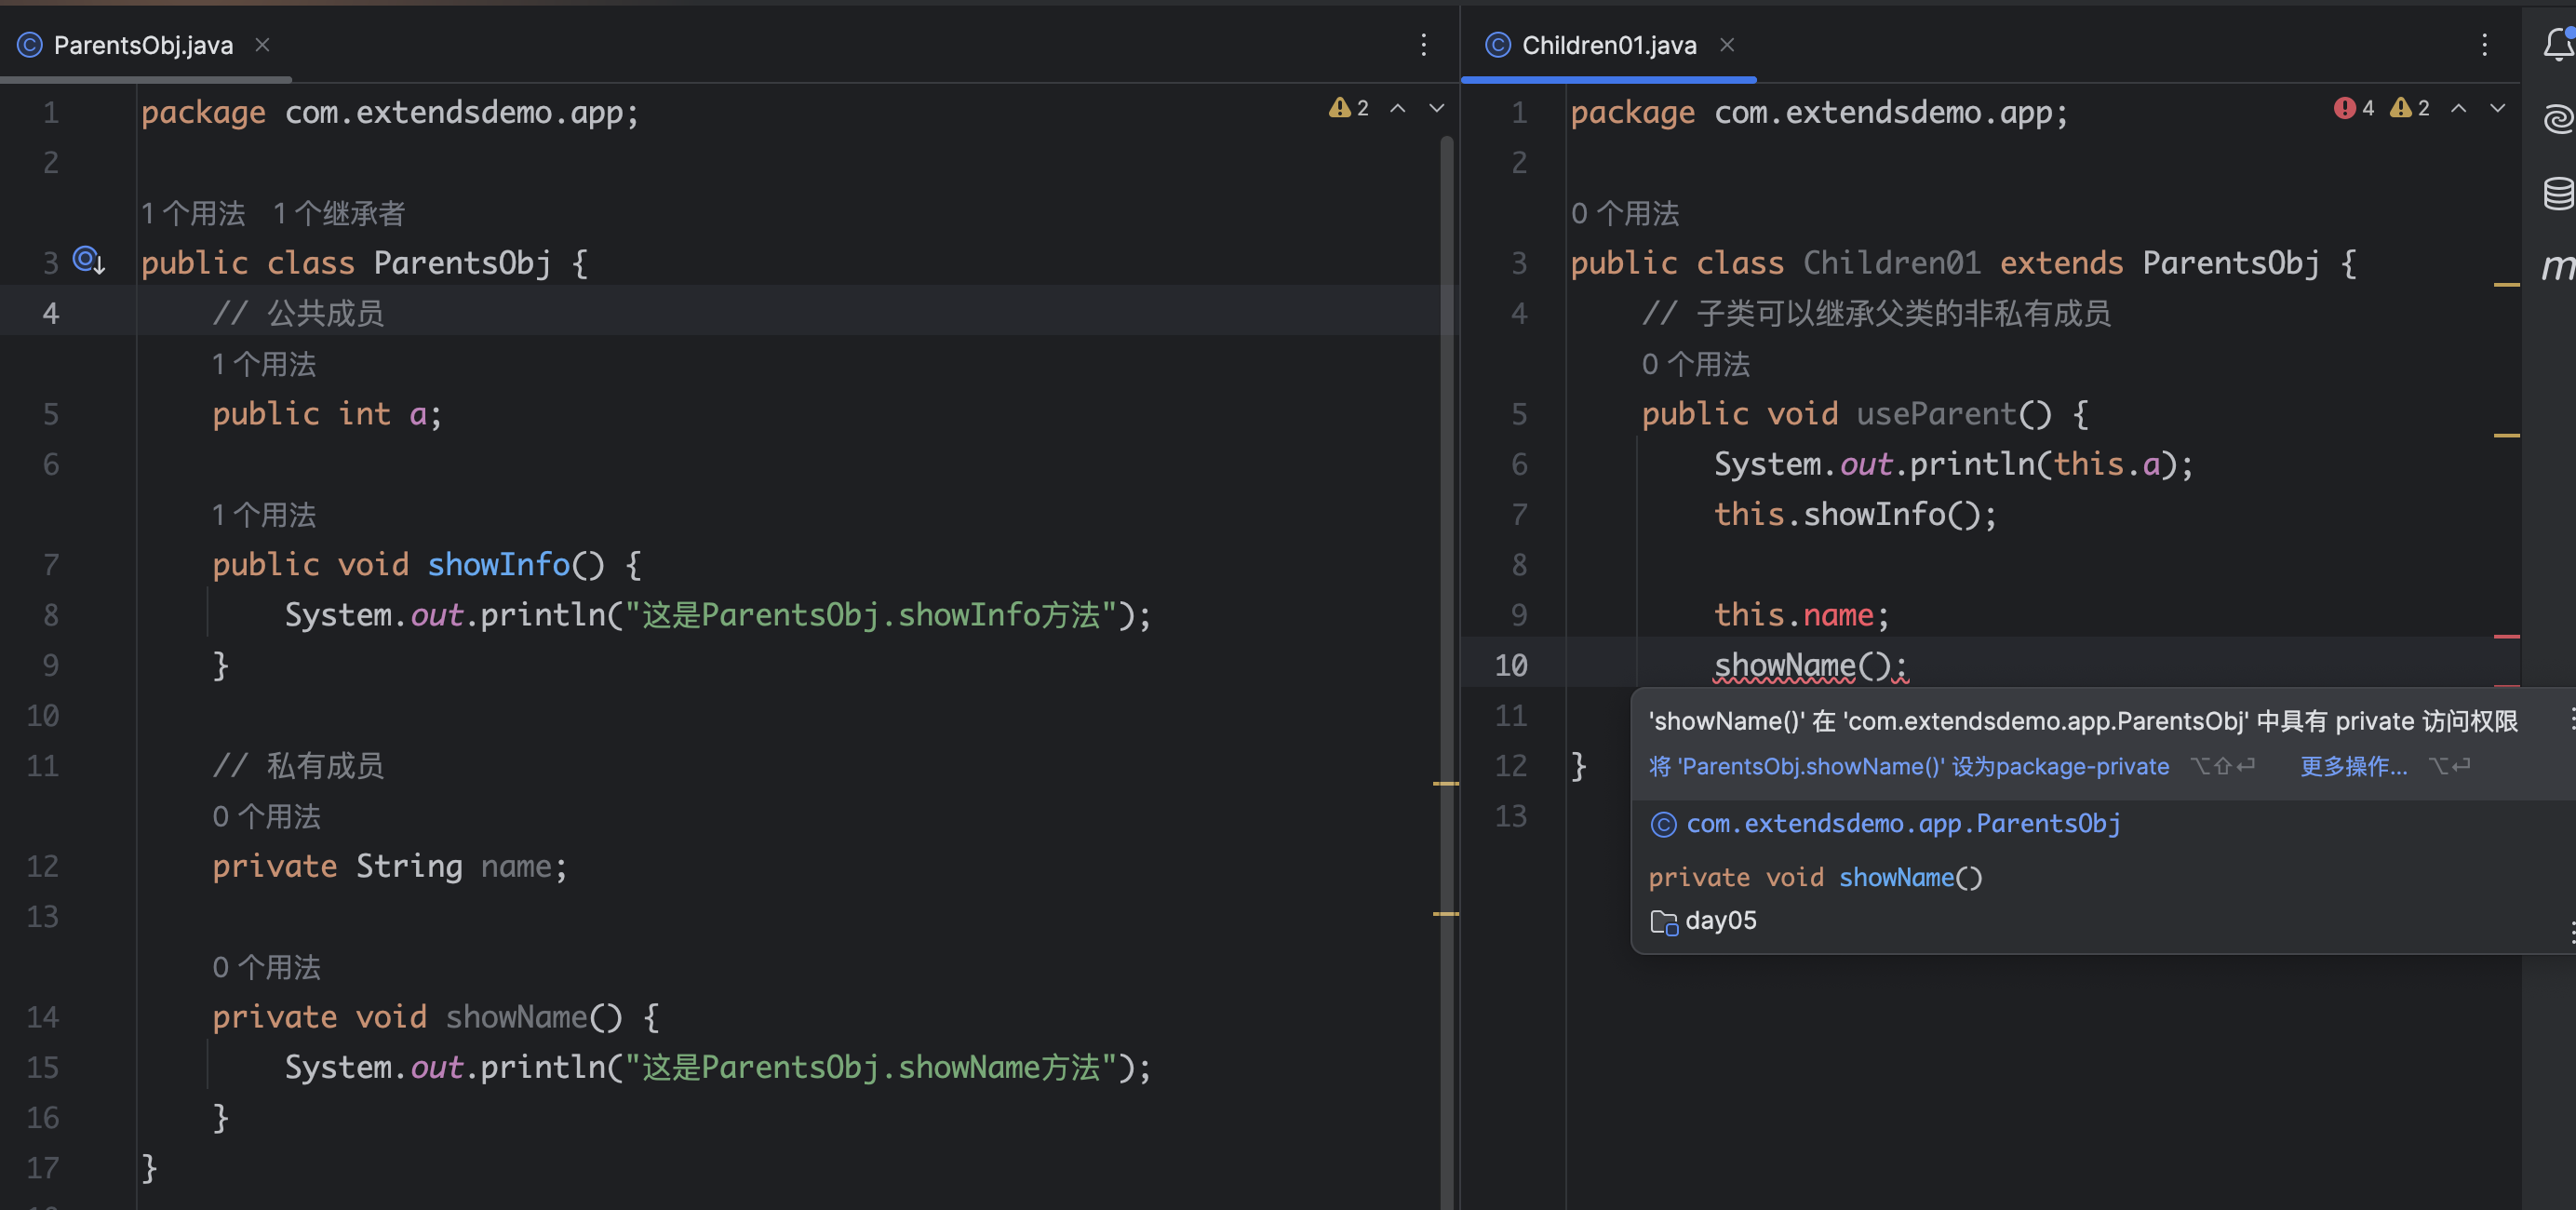 ParentsObj.java
1 package com.extendsdemo.app;
2
2
1 个用法 1 个继承者
3 public class ParentsObj {
4 // 公共成员
1 个用法
5 public int a;
6
1 个用法
7 public void showInfo() {
8 System.out.println("这是ParentsObj.showInfo方法");
9 }
10
11 // 私有成员
0 个用法
12 private String name;
13
0 个用法
14 private void showName() {
15 System.out.println("这是ParentsObj.showName方法");
16 }
17 }
Children01.java
1 package com.extendsdemo.app;
4 2
2
0 个用法
3 public class Children01 extends ParentsObj {
4 // 子类可以继承父类的非私有成员
0 个用法
5 public void useParent() {
6 System.out.println(this.a);
7 this.showInfo();
8
9 this.name;
10 showName();
11
12 }
13
'showName()' 在 'com.extendsdemo.app.ParentsObj' 中具有 private 访问权限
将 'ParentsObj.showName()' 设为package-private ⌥⇧⏎ 更多操作... ⌥⏎
com.extendsdemo.app.ParentsObj
private void showName()
day05
m